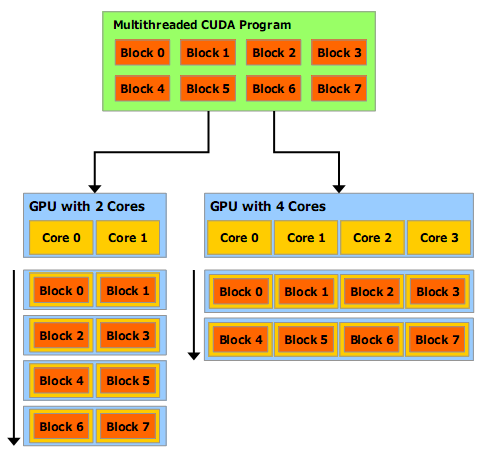 Multithreaded CUDA Program
Block 0 Block 1 Block 2 Block 3
Block 4 Block 5 Block 6 Block 7
GPU with 2 Cores
Core 0 Core 1
Block 0 Block 1
Block 2 Block 3
Block 4 Block 5
Block 6 Block 7
GPU with 4 Cores
Core 0 Core 1 Core 2 Core 3
Block 0 Block 1 Block 2 Block 3
Block 4 Block 5 Block 6 Block 7